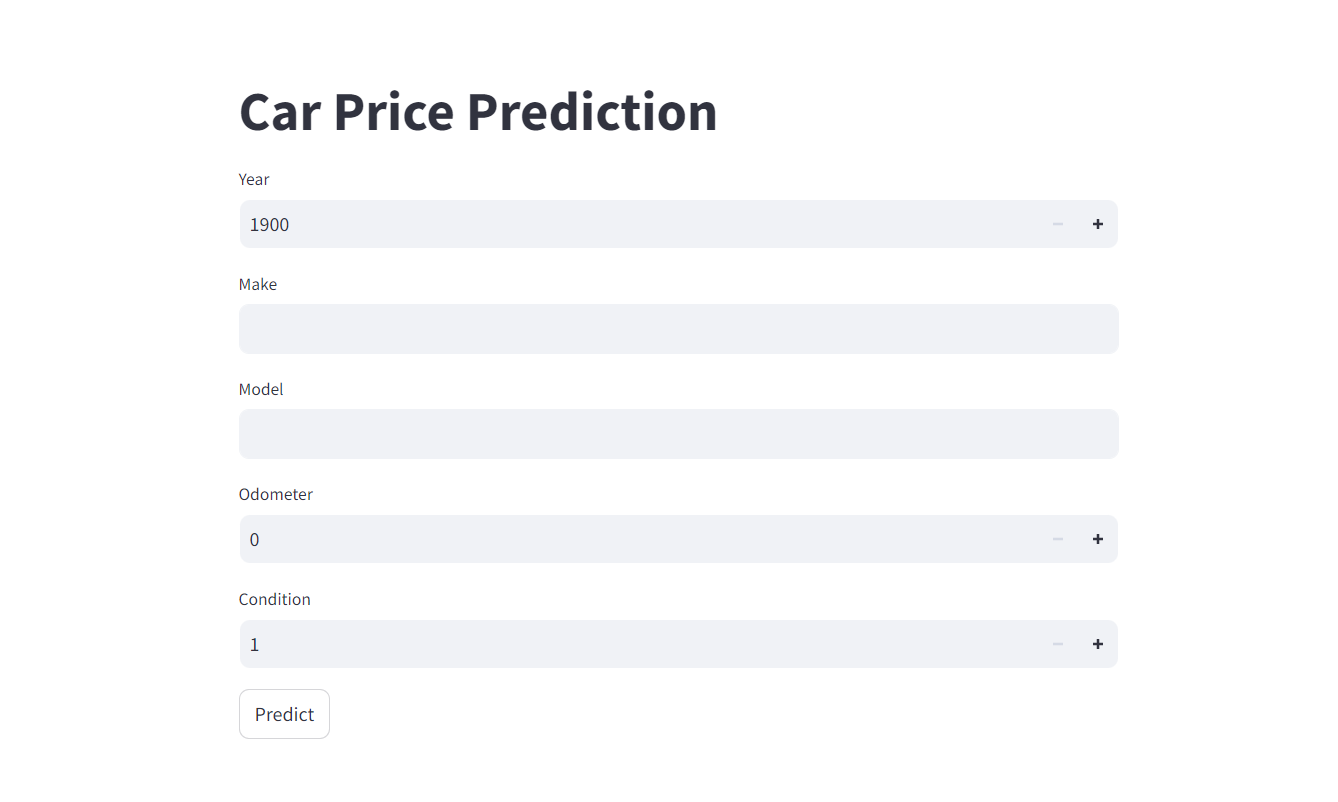 Car Price Prediction
Year
1900
Make
Model
Odometer
0
Condition
1
Predict